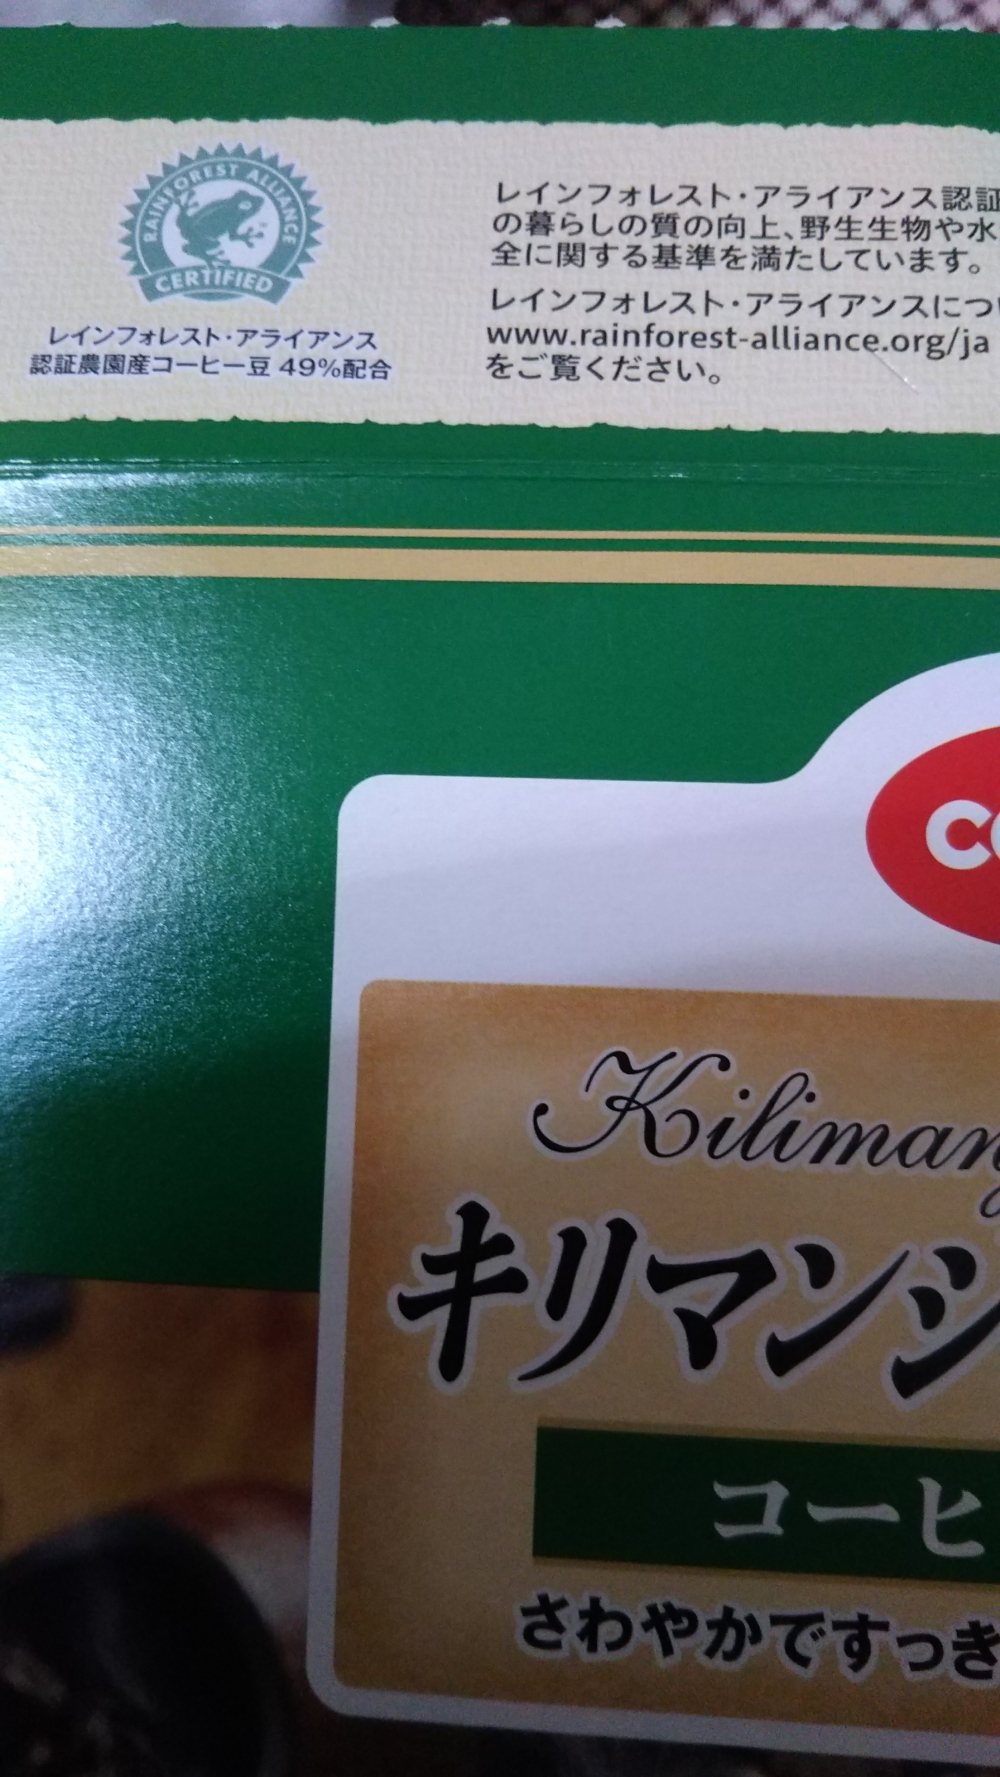 RAINFOREST ALLIANCE
CERTIFIED
レインフォレスト・アライアンス
認証農園産コーヒー豆 49%配合
レインフォレスト・アライアンス認証
の暮らしの質の向上、野生生物や水
全に関する基準を満たしています。
レインフォレスト・アライアンスについ
www.rainforest-alliance.org/ja
をご覧ください。
CO
Kilimanj
キリマンジ
コーヒ
さわやかですっき